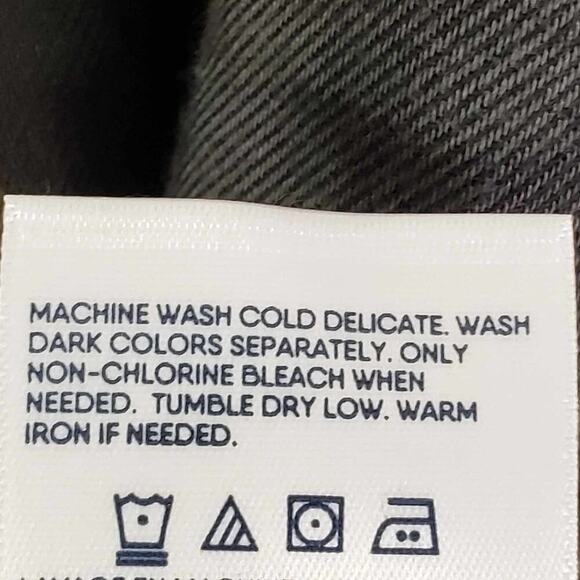 MACHINE WASH COLD DELICATE. WASH
DARK COLORS SEPARATELY. ONLY
NON-CHLORINE BLEACH WHEN
NEEDED. TUMBLE DRY LOW. WARM
IRON IF NEEDED.